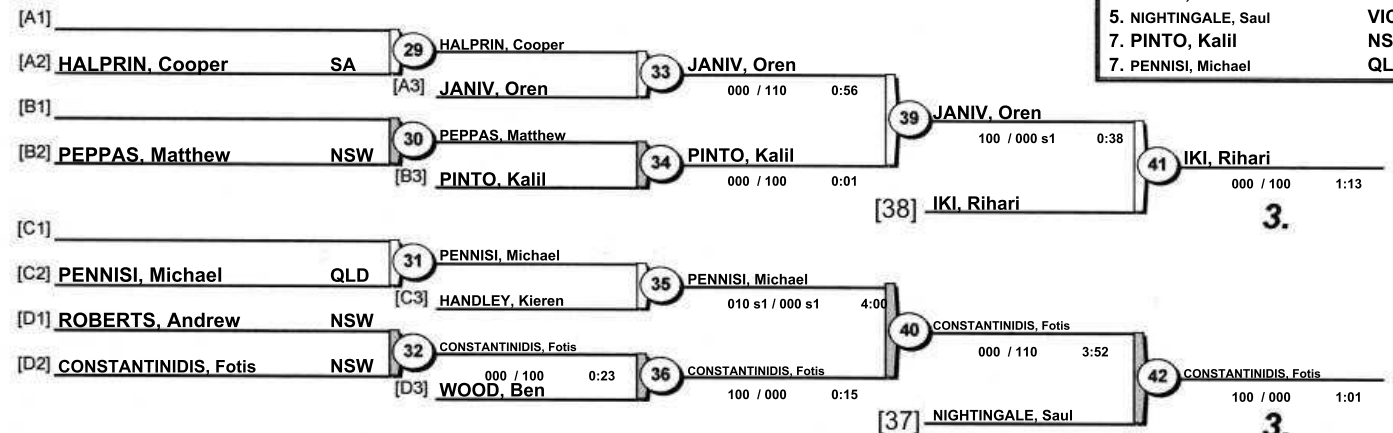 5. NIGHTINGALE, Saul VIC
7. PINTO, Kalil NS
7. PENNISI, Michael QL
[A1]
29 HALPRIN, Cooper
[A2] HALPRIN, Cooper SA
33 JANIV, Oren
[A3] JANIV, Oren
000 / 110 0:56
[B1]
39 JANIV, Oren
30 PEPPAS, Matthew
100 / 000 s1 0:38
[B2] PEPPAS, Matthew NSW
34 PINTO, Kalil
41 IKI, Rihari
[B3] PINTO, Kalil
000 / 100 0:01
000 / 100 1:13
[38] IKI, Rihari
3.
[C1]
31 PENNISI, Michael
[C2] PENNISI, Michael QLD
35 PENNISI, Michael
[C3] HANDLEY, Kieren
010 s1 / 000 s1 4:00
[D1] ROBERTS, Andrew NSW
40 CONSTANTINIDIS, Fotis
32 CONSTANTINIDIS, Fotis
000 / 110 3:52
[D2] CONSTANTINIDIS, Fotis NSW
000 / 100 0:23
36 CONSTANTINIDIS, Fotis
42 CONSTANTINIDIS, Fotis
[D3] WOOD, Ben
100 / 000 0:15
100 / 000 1:01
[37] NIGHTINGALE, Saul
3.